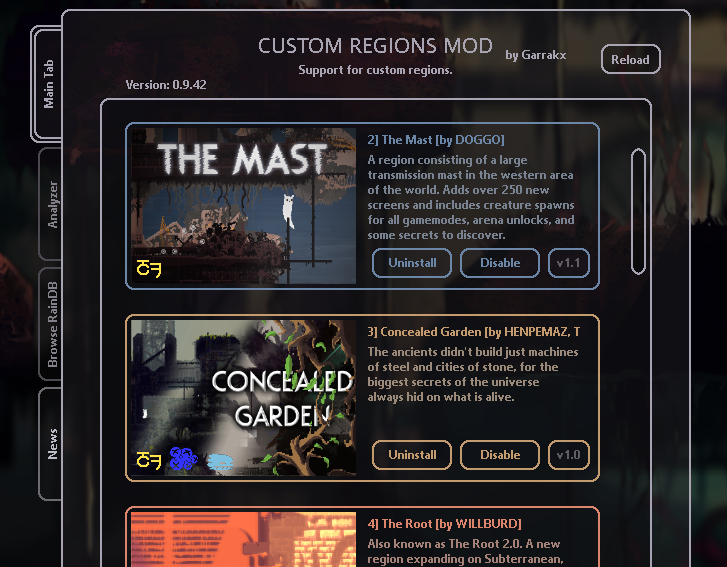 CUSTOM REGIONS MOD by Garrakx
Support for custom regions.
Reload
Version: 0.9.42
Main Tab
Analyzer
Browse RainDB
News
THE MAST
2] The Mast [by DOGGO]
A region consisting of a large
transmission mast in the western area
of the world. Adds over 250 new
screens and includes creature spawns
for all gamemodes, arena unlocks, and
some secrets to discover.
Uninstall Disable v1.1
CONCEALED
GARDEN
3] Concealed Garden [by HENPEMAZ, T
The ancients didn't build just machines
of steel and cities of stone, for the
biggest secrets of the universe
always hid on what is alive.
Uninstall Disable v1.0
4] The Root [by WILLBURD]
Also known as The Root 2.0. A new
region expanding on Subterranean,